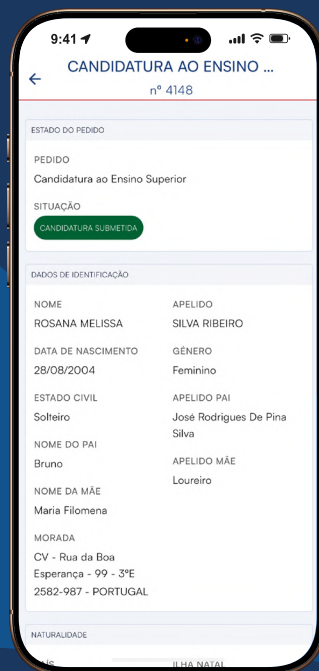 9:41
CANDIDATURA AO ENSINO ...
nº 4148
ESTADO DO PEDIDO
PEDIDO
Candidatura ao Ensino Superior
SITUAÇÃO
CANDIDATURA SUBMETIDA
DADOS DE IDENTIFICAÇÃO
NOME
ROSANA MELISSA
APELIDO
SILVA RIBEIRO
DATA DE NASCIMENTO
28/08/2004
GÉNERO
Feminino
ESTADO CIVIL
Solteiro
APELIDO PAI
José Rodrigues De Pina
Silva
NOME DO PAI
Bruno
APELIDO MÃE
Loureiro
NOME DA MÃE
Maria Filomena
MORADA
CV - Rua da Boa
Esperança - 99 - 3ºE
2582-987 - PORTUGAL
NATURALIDADE
PAÍS
ILHA NATAL